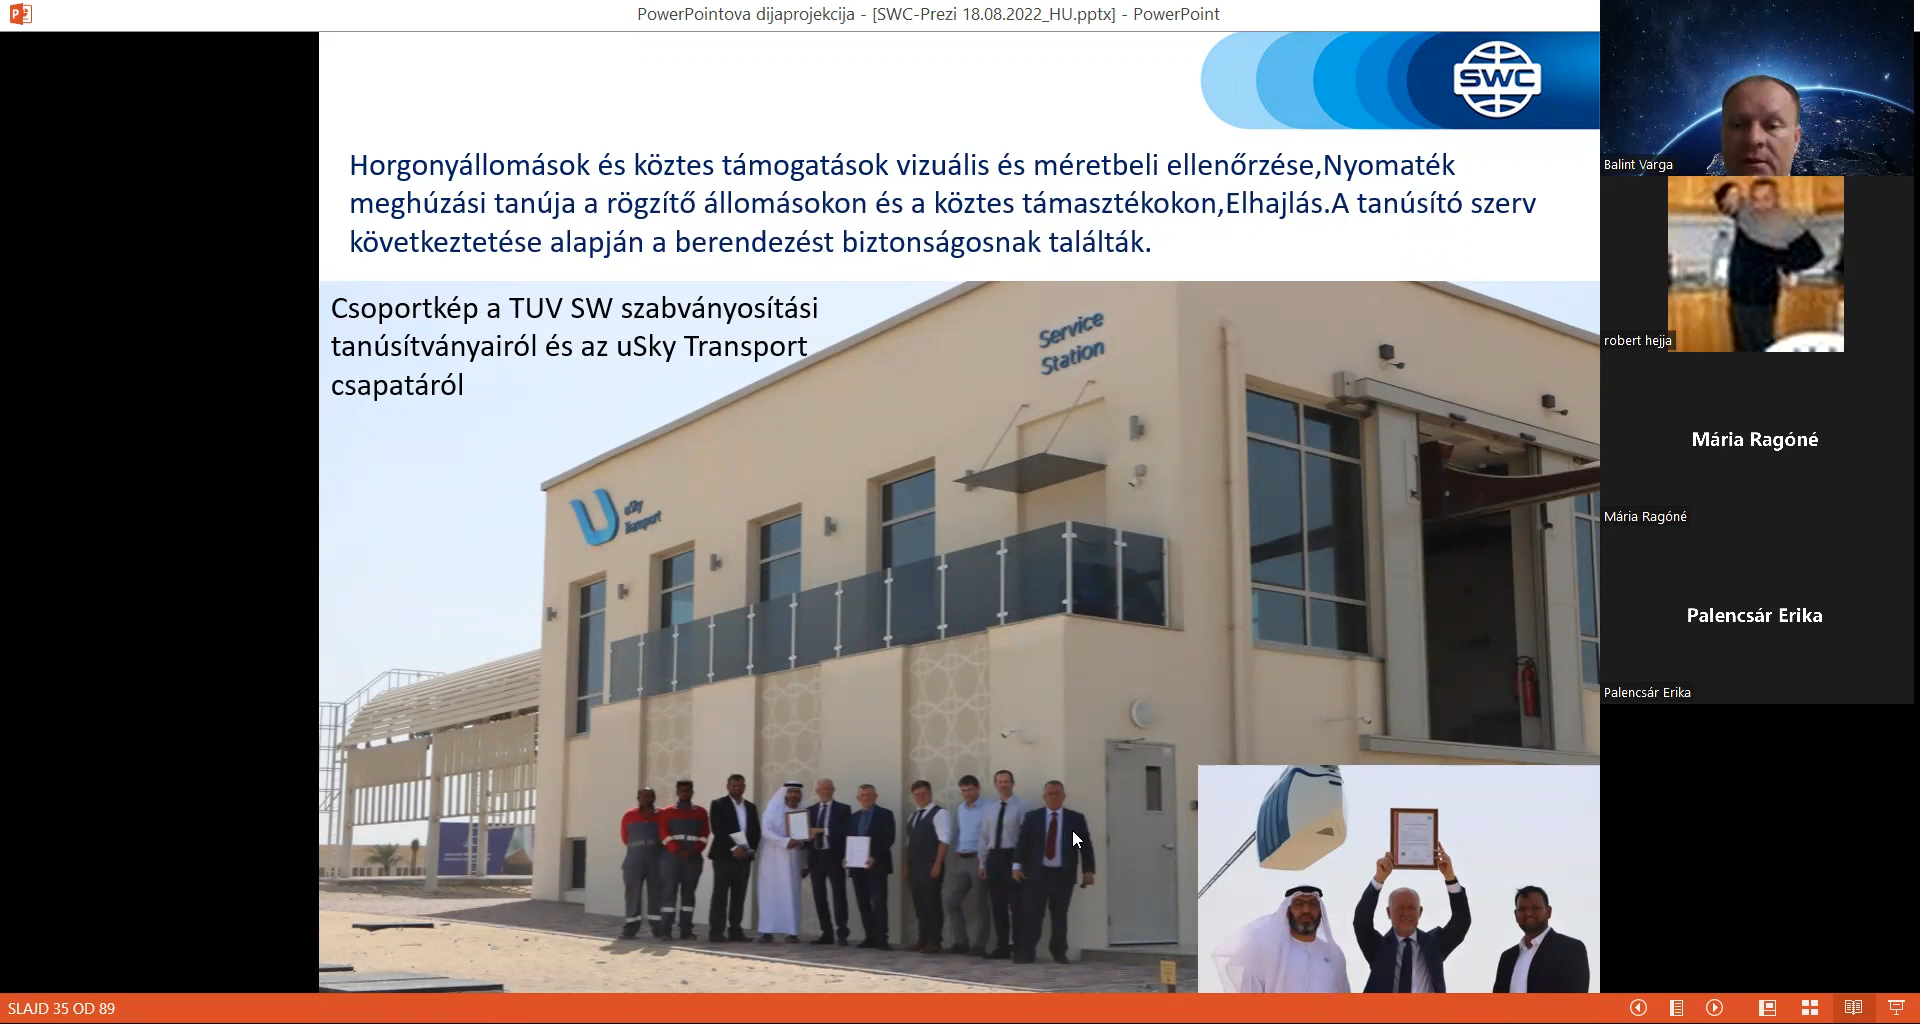 PowerPointova dijaprojekcija - [SWC-Prezi 18.08.2022_HU.pptx] - PowerPoint
SWC
Horgonyállomások és köztes támogatások vizuális és méretbeli ellenőrzése,Nyomaték
meghúzási tanúja a rögzítő állomásokon és a köztes támasztékokon,Elhajlás.A tanúsító szerv
következtetése alapján a berendezést biztonságosnak találták.
Csoportkép a TUV SW szabványosítási
tanúsítványairól és az uSky Transport
csapatáról
Service
Station
uSky
Transport
Balint Varga
robert hejja
Mária Ragóné
Mária Ragóné
Palencsár Erika
Palencsár Erika
SLAJD 35 OD 89